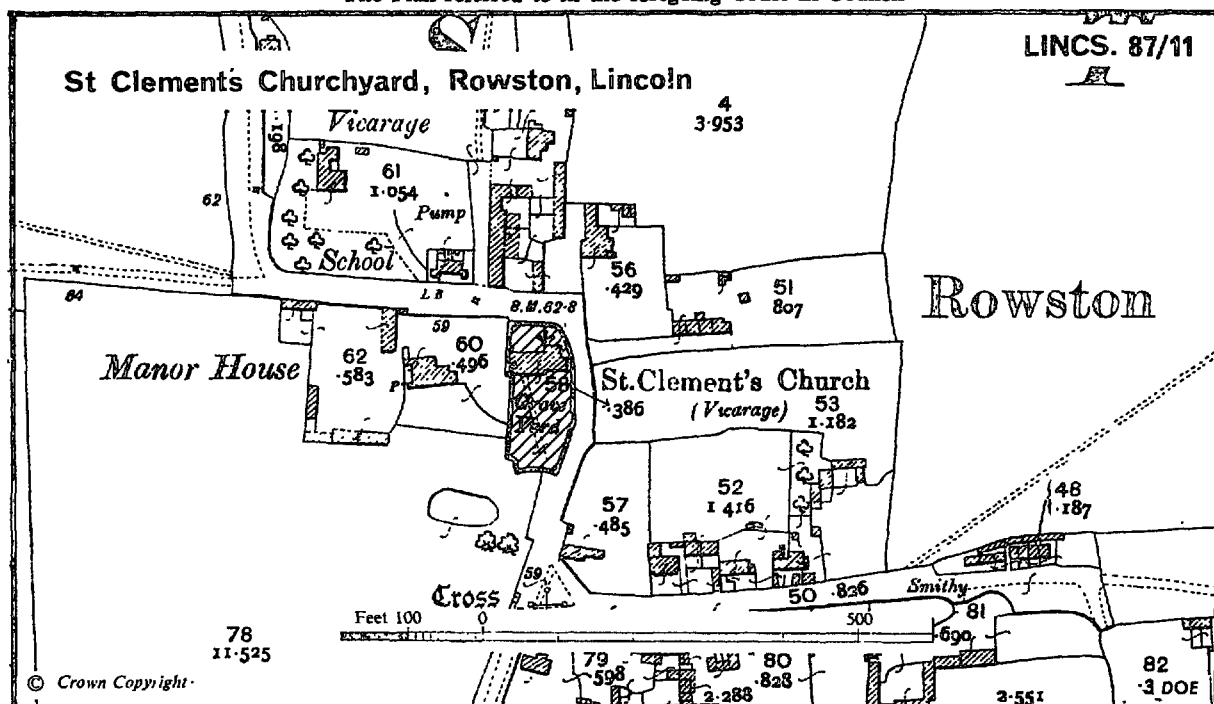 LINCS. 87/11
St Clement's Churchyard, Rowston, Lincoln
4
3·953
Vicarage
61
1·054
62
Pump
School
56
·429
51
807
Rowston
64
L B
B.M.62·8
59
60
·496
62
·583
Manor House
P
58
Grave
Yard
St. Clement's Church
(Vicarage)
·386
53
1·182
52
1 416
57
·485
48
·187
59
Cross
50 ·826
Smithy
81
·690
Feet 100 0 500
78
11·525
79
·598
80
·828
2·288
2·551
82
·3 DOE
© Crown Copyright